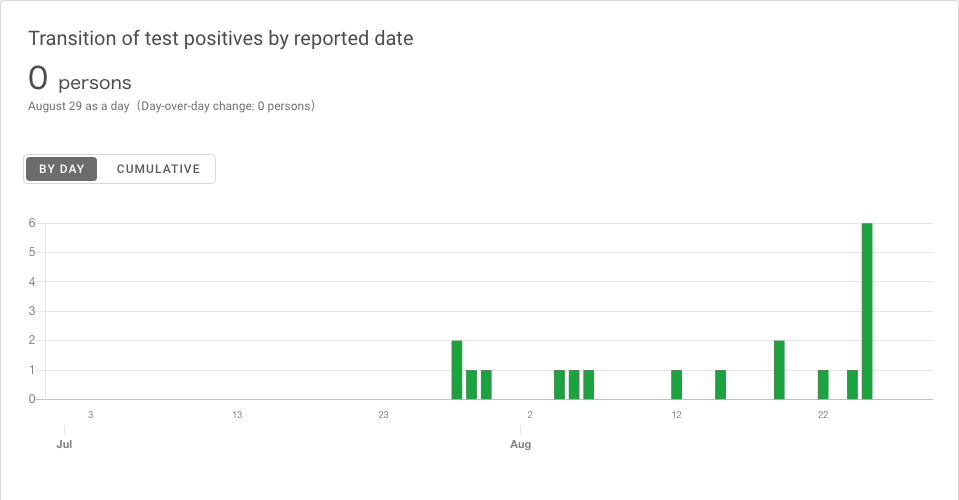 Transition of test positives by reported date
0 persons
August 29 as a day（Day-over-day change: 0 persons）
BY DAY CUMULATIVE
6
5
4
3
2
1
0
3 13 23 2 12 22
Jul Aug